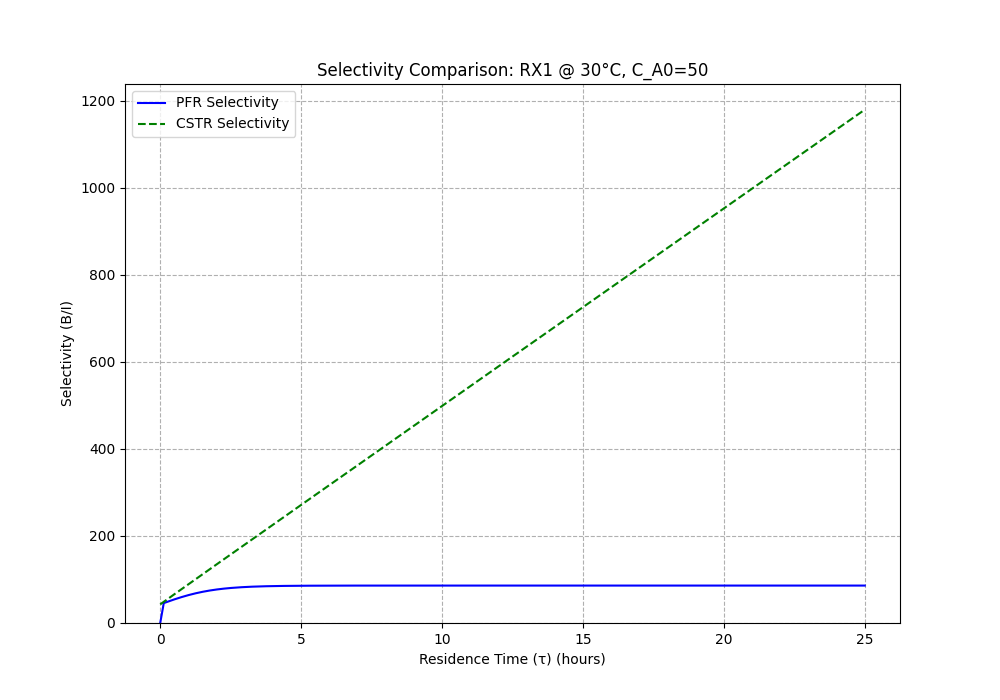 Selectivity Comparison: RX1 @ 30°C, C_A0=50
PFR Selectivity
CSTR Selectivity
Selectivity (B/I)
1200
1000
800
600
400
200
0
0 5 10 15 20 25
Residence Time (τ) (hours)